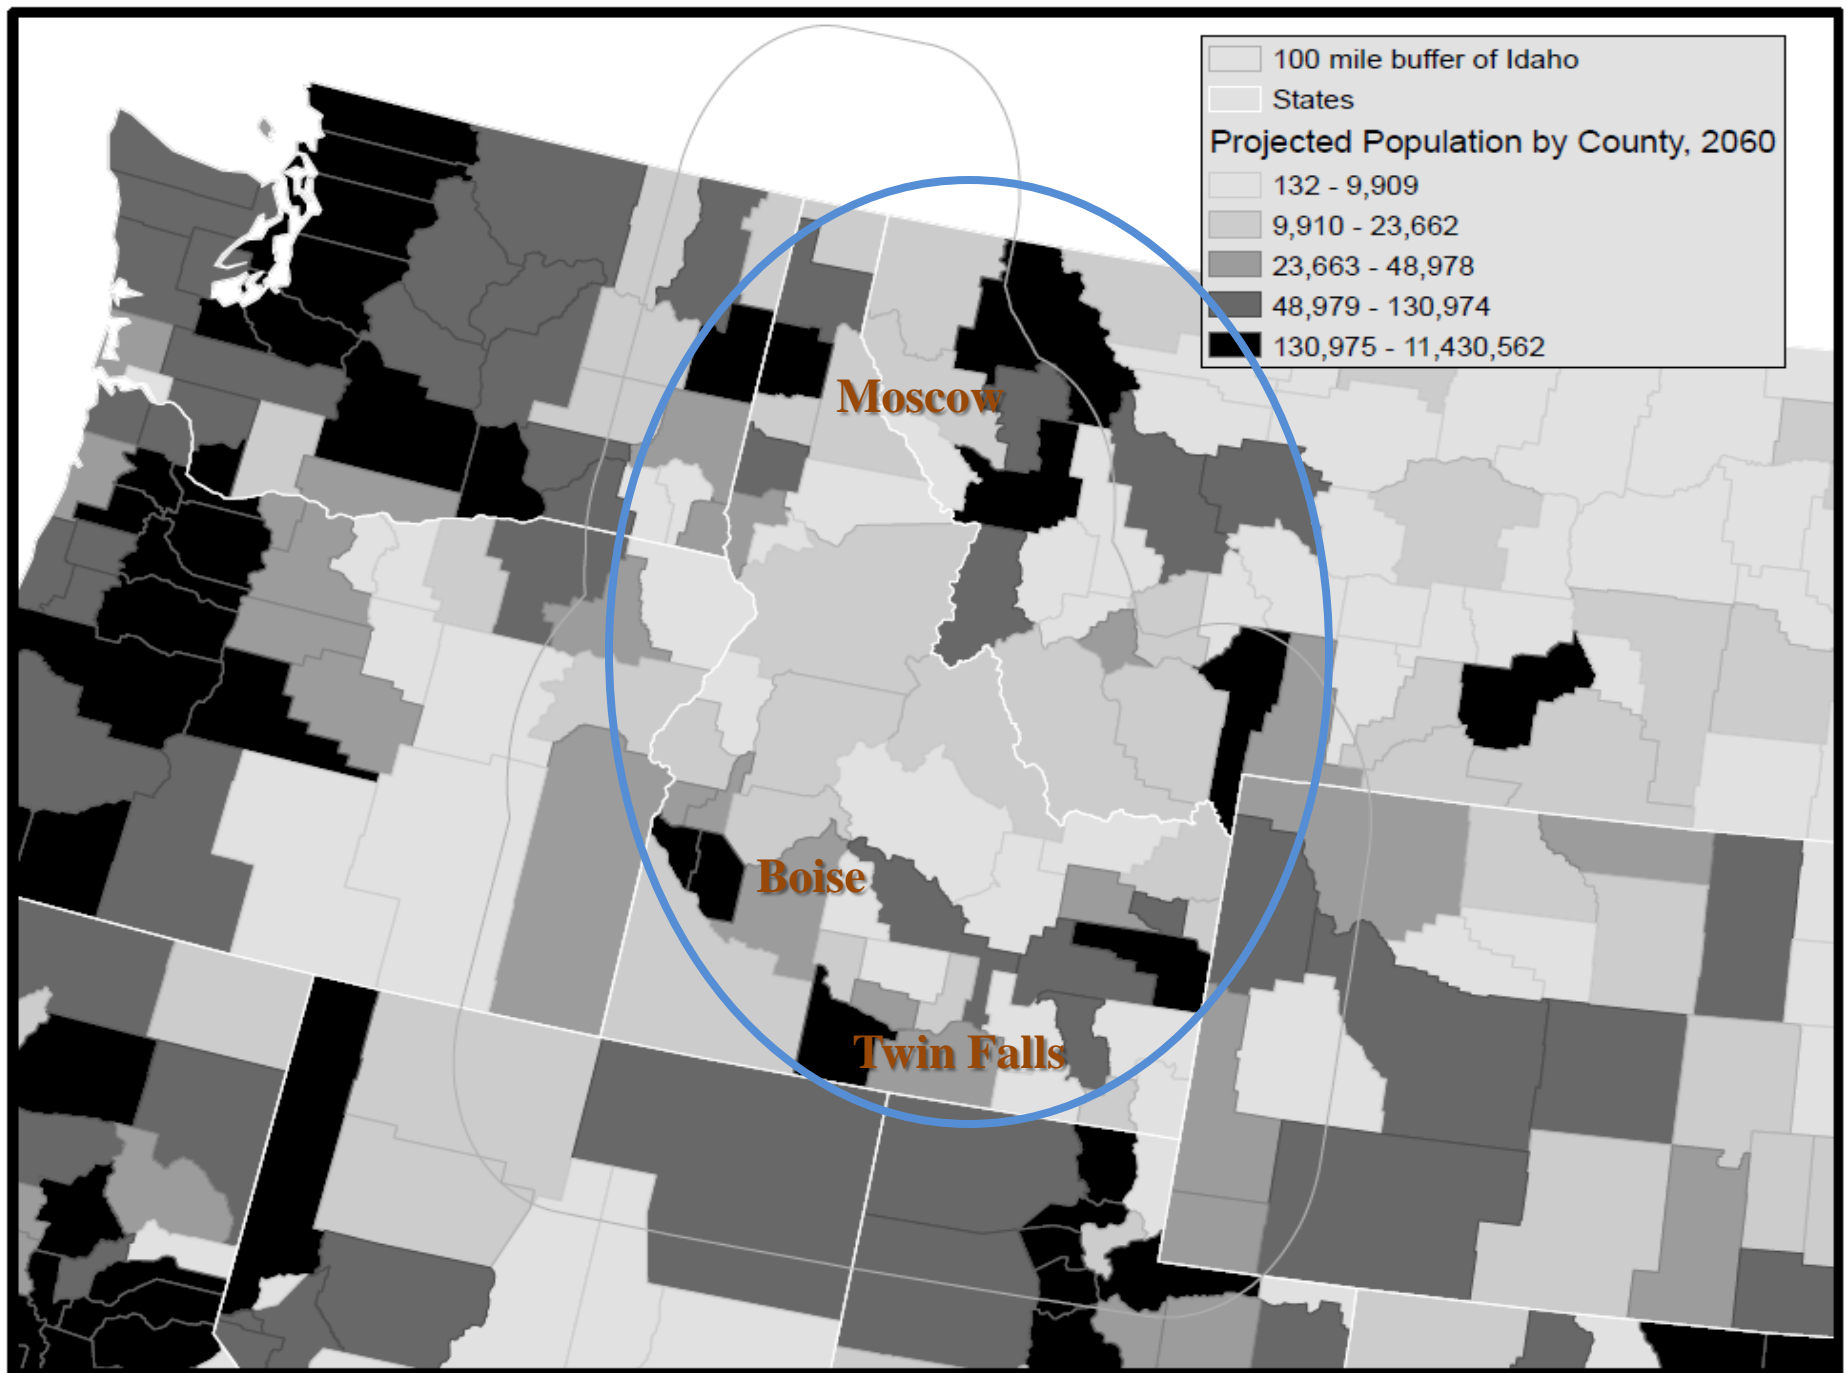 100 mile buffer of Idaho
States
Projected Population by County, 2060
132 - 9,909
9,910 - 23,662
23,663 - 48,978
48,979 - 130,974
130,975 - 11,430,562
Moscow
Boise
Twin Falls